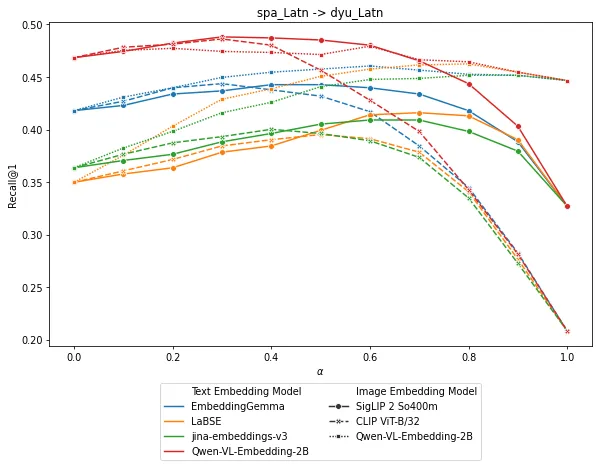 spa_Latn -> dyu_Latn
Recall@1
0.50
0.45
0.40
0.35
0.30
0.25
0.20
0.0 0.2 0.4 0.6 0.8 1.0
α
Text Embedding Model Image Embedding Model
EmbeddingGemma SigLIP 2 So400m
LaBSE CLIP ViT-B/32
jina-embeddings-v3 Qwen-VL-Embedding-2B
Qwen-VL-Embedding-2B